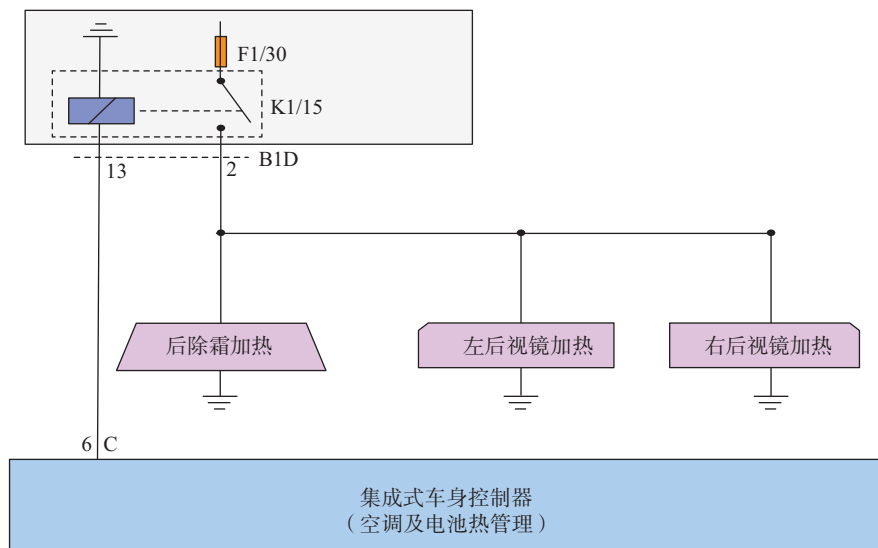 F1/30
K1/15
B1D
13
2
后除霜加热
左后视镜加热
右后视镜加热
6 C
集成式车身控制器
（空调及电池热管理）